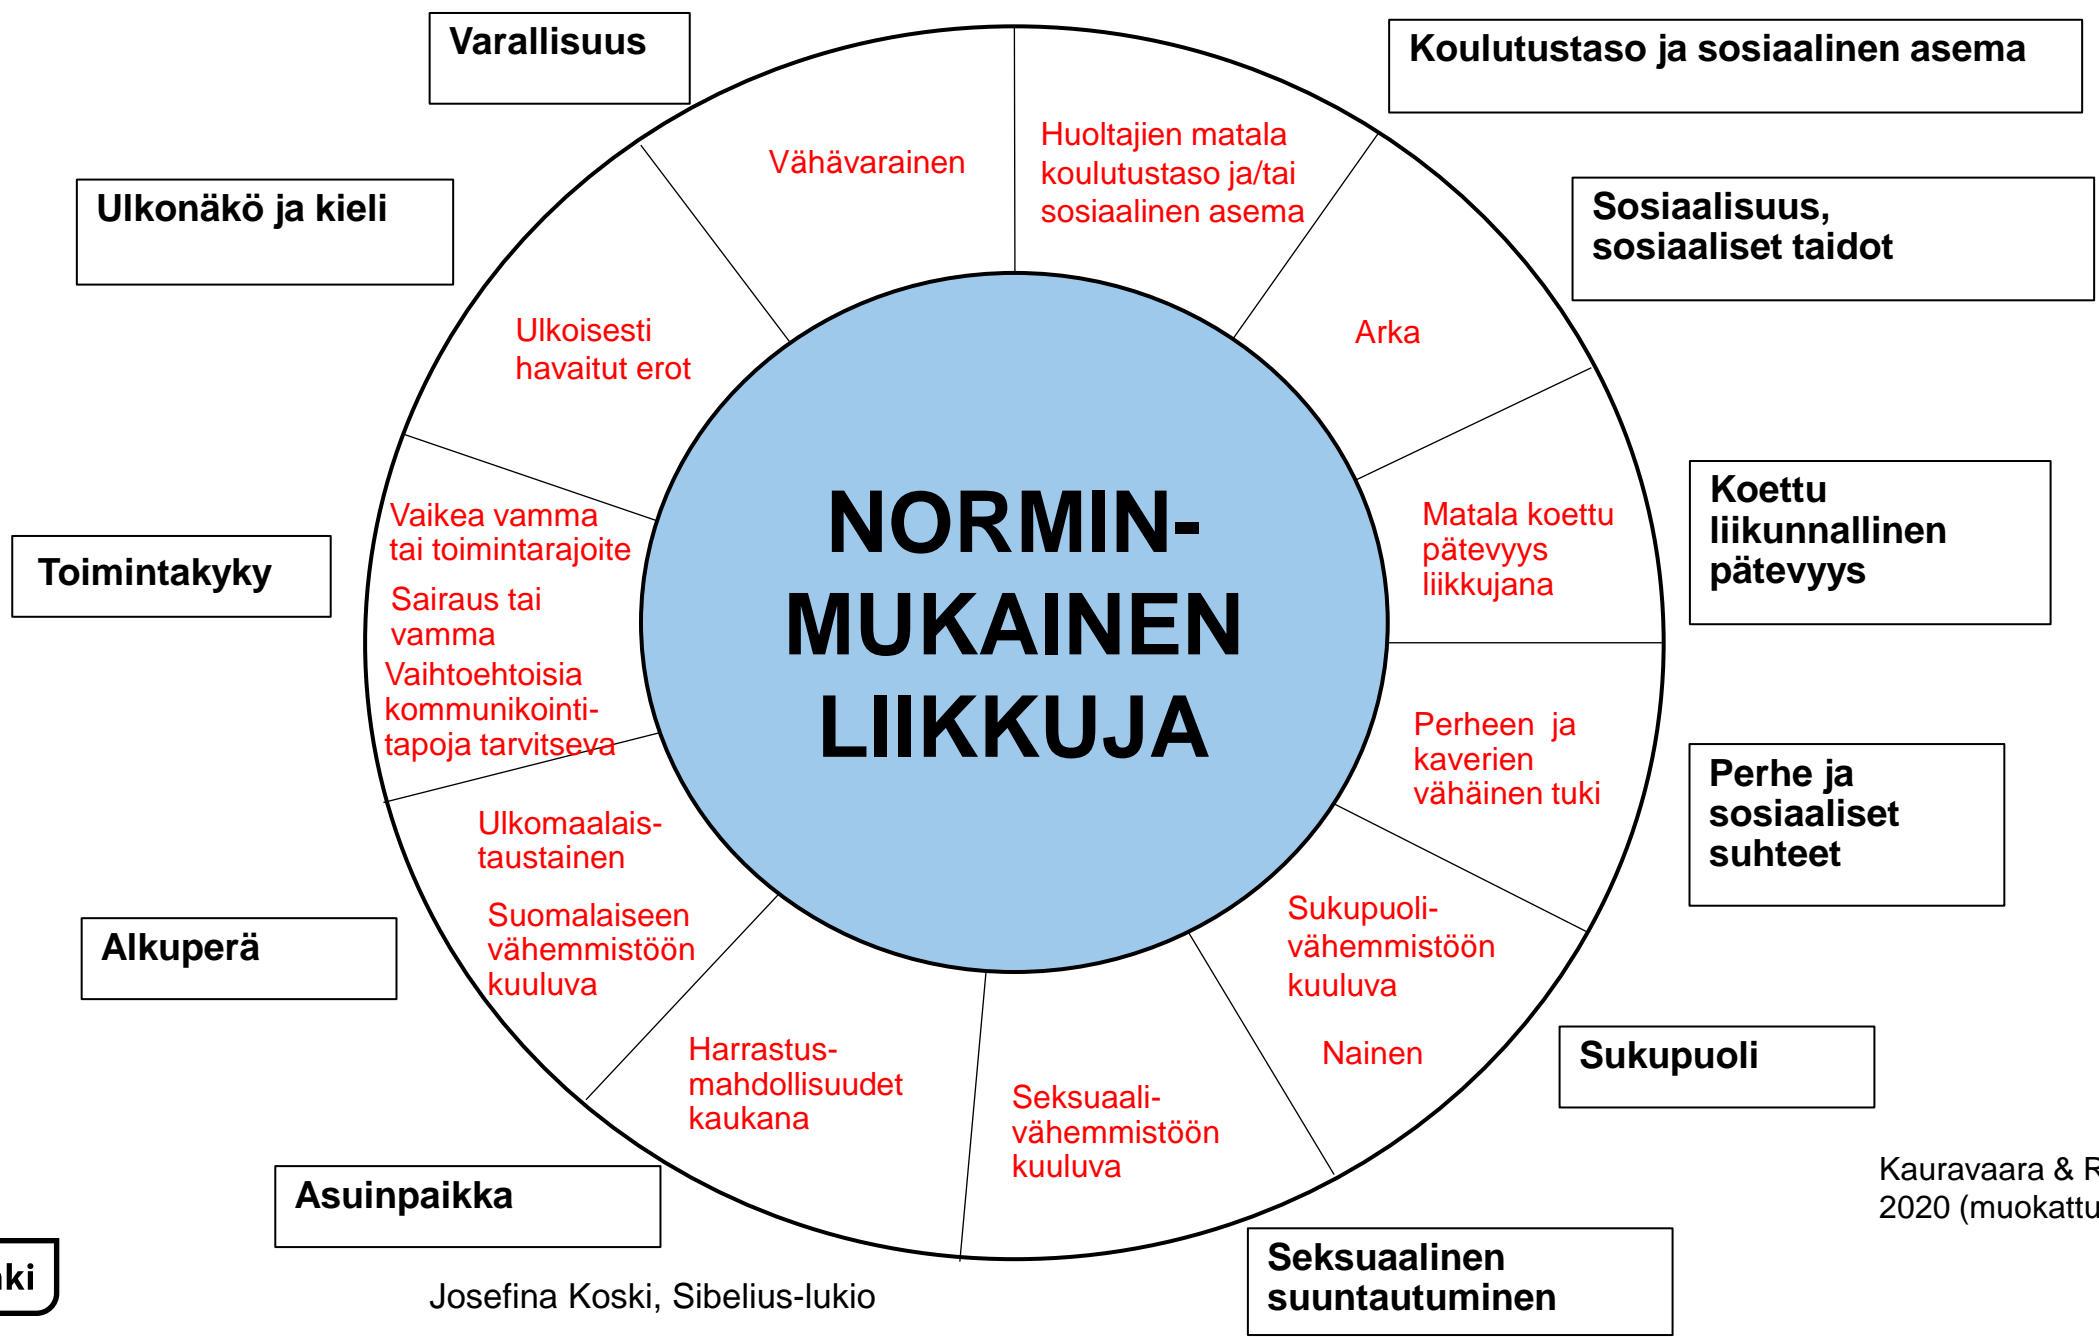 Varallisuus
Koulutustaso ja sosiaalinen asema
Vähävarainen
Huoltajien matala
koulutustaso ja/tai
sosiaalinen asema
Ulkonäkö ja kieli
Sosiaalisuus,
sosiaaliset taidot
Ulkoisesti
havaitut erot
Arka
NORMIN-
MUKAINEN
LIIKKUJA
Matala koettu
pätevyys
liikkujana
Koettu
liikunnallinen
pätevyys
Toimintakyky
Vaikea vamma
tai toimintarajoite
Sairaus tai
vamma
Vaihtoehtoisia
kommunikointi-
tapoja tarvitseva
Perheen ja
kaverien
vähäinen tuki
Perhe ja
sosiaaliset
suhteet
Ulkomaalais-
taustainen
Suomalaiseen
vähemmistöön
kuuluva
Alkuperä
Sukupuoli-
vähemmistöön
kuuluva
Nainen
Sukupuoli
Harrastus-
mahdollisuudet
kaukana
Seksuaali-
vähemmistöön
kuuluva
Asuinpaikka
Seksuaalinen
suuntautuminen
Kauravaara &
2020 (muokattu
Josefina Koski, Sibelius-lukio